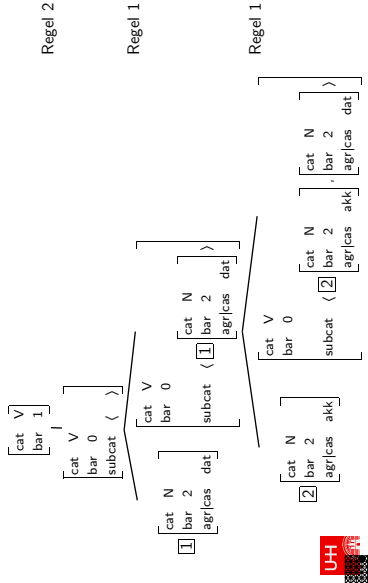 cat V
bar 1
Regel 2
cat V
bar 0
subcat ⟨ ⟩
Regel 1
cat N
1 bar 2
agr|cas dat
cat V
bar 0
cat N
subcat ⟨ 1 bar 2 ⟩
agr|cas dat
Regel 1
cat N
2 bar 2
agr|cas akk
cat V
bar 0
cat N cat N
subcat ⟨ 2 bar 2 , bar 2 ⟩
agr|cas akk agr|cas dat
UH